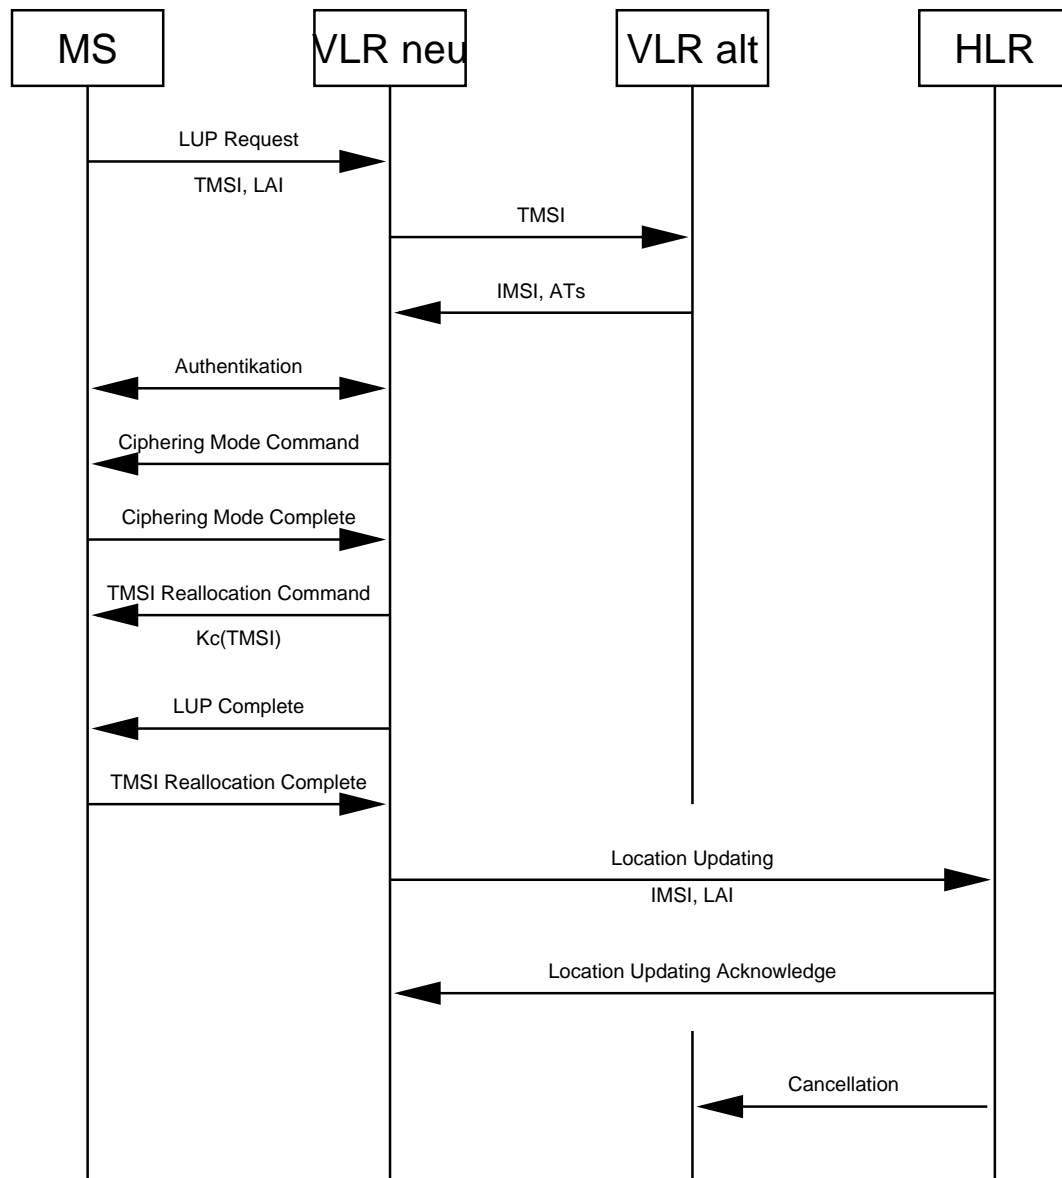 MS
VLR neu
VLR alt
HLR
LUP Request
TMSI, LAI
TMSI
IMSI, ATs
Authentikation
Ciphering Mode Command
Ciphering Mode Complete
TMSI Reallocation Command
Kc(TMSI)
LUP Complete
TMSI Reallocation Complete
Location Updating
IMSI, LAI
Location Updating Acknowledge
Cancellation